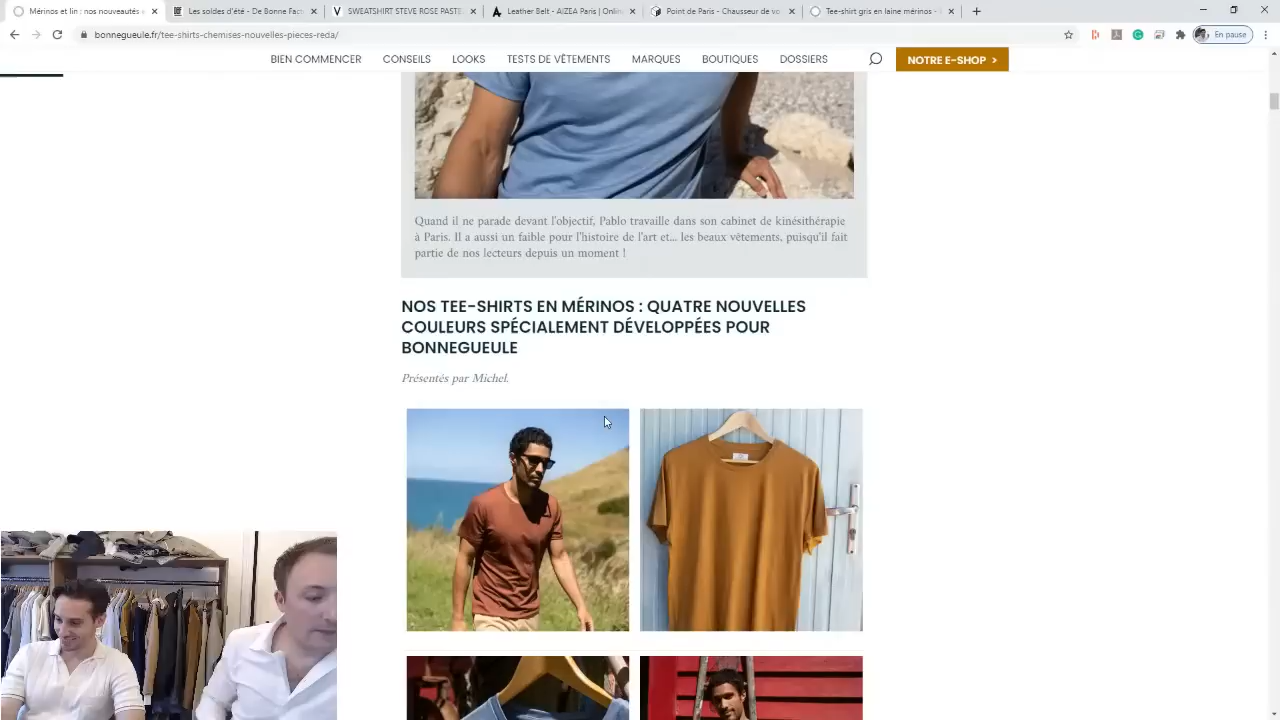 Mérinos et lin : nos nouveautés
Les soldes d'été - De Bonne Fact
SWEATSHIRT STEVE ROSE PASTE
Leather Belt - AIZEA Paris | Onlin
Point de Paris - Chausseur de vo
Tee-shirt gris en laine mérinos -
bonnegueule.fr/tee-shirts-chemises-nouvelles-pieces-reda/
En pause
BIEN COMMENCER CONSEILS LOOKS TESTS DE VÊTEMENTS MARQUES BOUTIQUES DOSSIERS
NOTRE E-SHOP >
Quand il ne parade devant l'objectif, Pablo travaille dans son cabinet de kinésithérapie
à Paris. Il a aussi un faible pour l'histoire de l'art et... les beaux vêtements, puisqu'il fait
partie de nos lecteurs depuis un moment !
NOS TEE-SHIRTS EN MÉRINOS : QUATRE NOUVELLES
COULEURS SPÉCIALEMENT DÉVELOPPÉES POUR
BONNEGUEULE
Présentés par Michel.